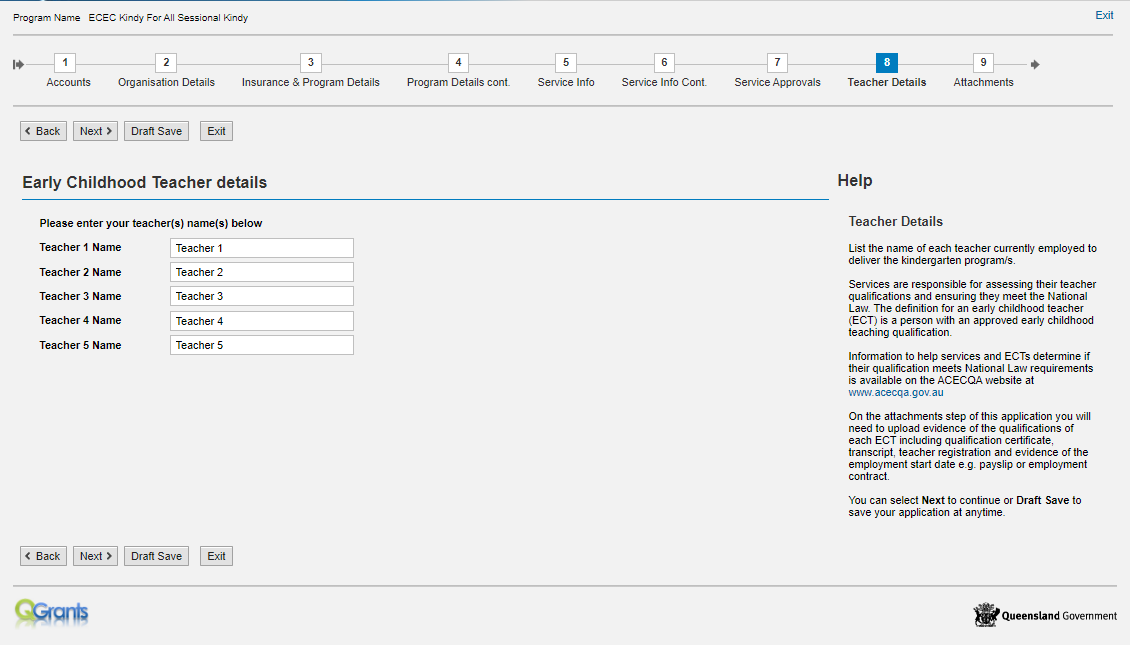 Program Name ECEC Kindy For All Sessional Kindy
Exit
1 2 3 4 5 6 7 8 9
Accounts Organisation Details Insurance & Program Details Program Details cont. Service Info Service Info Cont. Service Approvals Teacher Details Attachments
Back Next Draft Save Exit
Early Childhood Teacher details
Please enter your teacher(s) name(s) below
Teacher 1 Name Teacher 1
Teacher 2 Name Teacher 2
Teacher 3 Name Teacher 3
Teacher 4 Name Teacher 4
Teacher 5 Name Teacher 5
Help
Teacher Details
List the name of each teacher currently employed to
deliver the kindergarten program/s.
Services are responsible for assessing their teacher
qualifications and ensuring they meet the National
Law. The definition for an early childhood teacher
(ECT) is a person with an approved early childhood
teaching qualification.
Information to help services and ECTs determine if
their qualification meets National Law requirements
is available on the ACECQA website at
www.acecqa.gov.au
On the attachments step of this application you will
need to upload evidence of the qualifications of
each ECT including qualification certificate,
transcript, teacher registration and evidence of the
employment start date e.g. payslip or employment
contract.
You can select Next to continue or Draft Save to
save your application at anytime.
Back Next Draft Save Exit
QGrants
Queensland Government